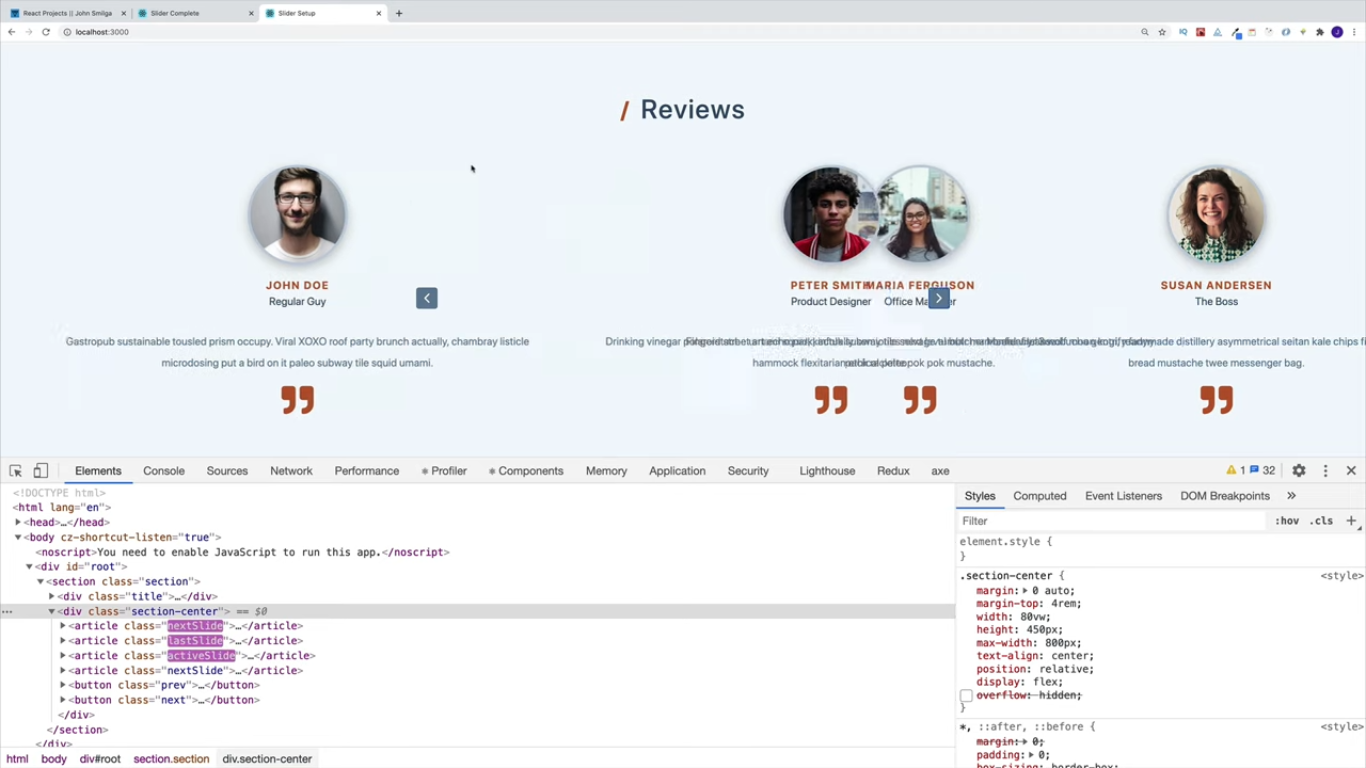 React Projects || John Smilga
Slider Complete
Slider Setup
localhost:3000
/ Reviews
JOHN DOE
Regular Guy
Gastropub sustainable tousled prism occupy. Viral XOXO roof party brunch actually, chambray listicle
microdosing put a bird on it paleo subway tile squid umami.
PETER SMITH
Product Designer
Drinking vinegar
hammock flexitarian
MARIA FERGUSON
Office
pok pok mustache.
SUSAN ANDERSEN
The Boss
made distillery asymmetrical seitan kale chips
bread mustache twee messenger bag.
Elements
Console
Sources
Network
Performance
Profiler
Components
Memory
Application
Security
Lighthouse
Redux
axe
1
32
<!DOCTYPE html>
<html lang="en">
<head>…</head>
<body cz-shortcut-listen="true">
<noscript>You need to enable JavaScript to run this app.</noscript>
<div id="root">
<section class="section">
<div class="title">…</div>
<div class="section-center"> == $0
<article class="nextSlide">…</article>
<article class="lastSlide">…</article>
<article class="activeSlide">…</article>
<article class="nextSlide">…</article>
<button class="prev">…</button>
<button class="next">…</button>
</div>
</section>
</div>
html body div#root section.section div.section-center
Styles
Computed
Event Listeners
DOM Breakpoints
Filter
:hov .cls
element.style {
}
.section-center {
<style>
margin: 0 auto;
margin-top: 4rem;
width: 80vw;
height: 450px;
max-width: 800px;
text-align: center;
position: relative;
display: flex;
overflow: hidden;
}
*, ::after, ::before {
<style>
margin: 0;
padding: 0;
box-sizing: border-box;